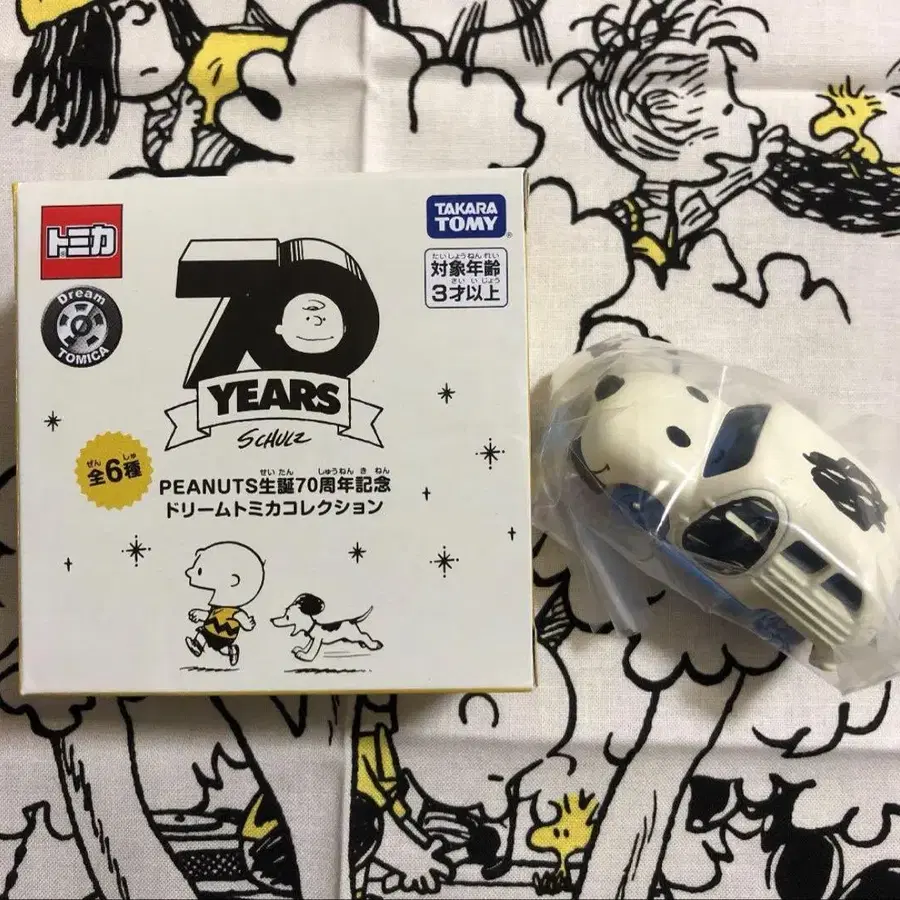 トミカ
Dream
TOMICA
70
YEARS
SCHULZ
TAKARA
TOMY
たいしょうねんれい
対象年齢
さい いじょう
3才以上
ぜん しゅ
全6種
せいたん しゅうねん き ねん
PEANUTS生誕70周年記念
ドリームトミカコレクション